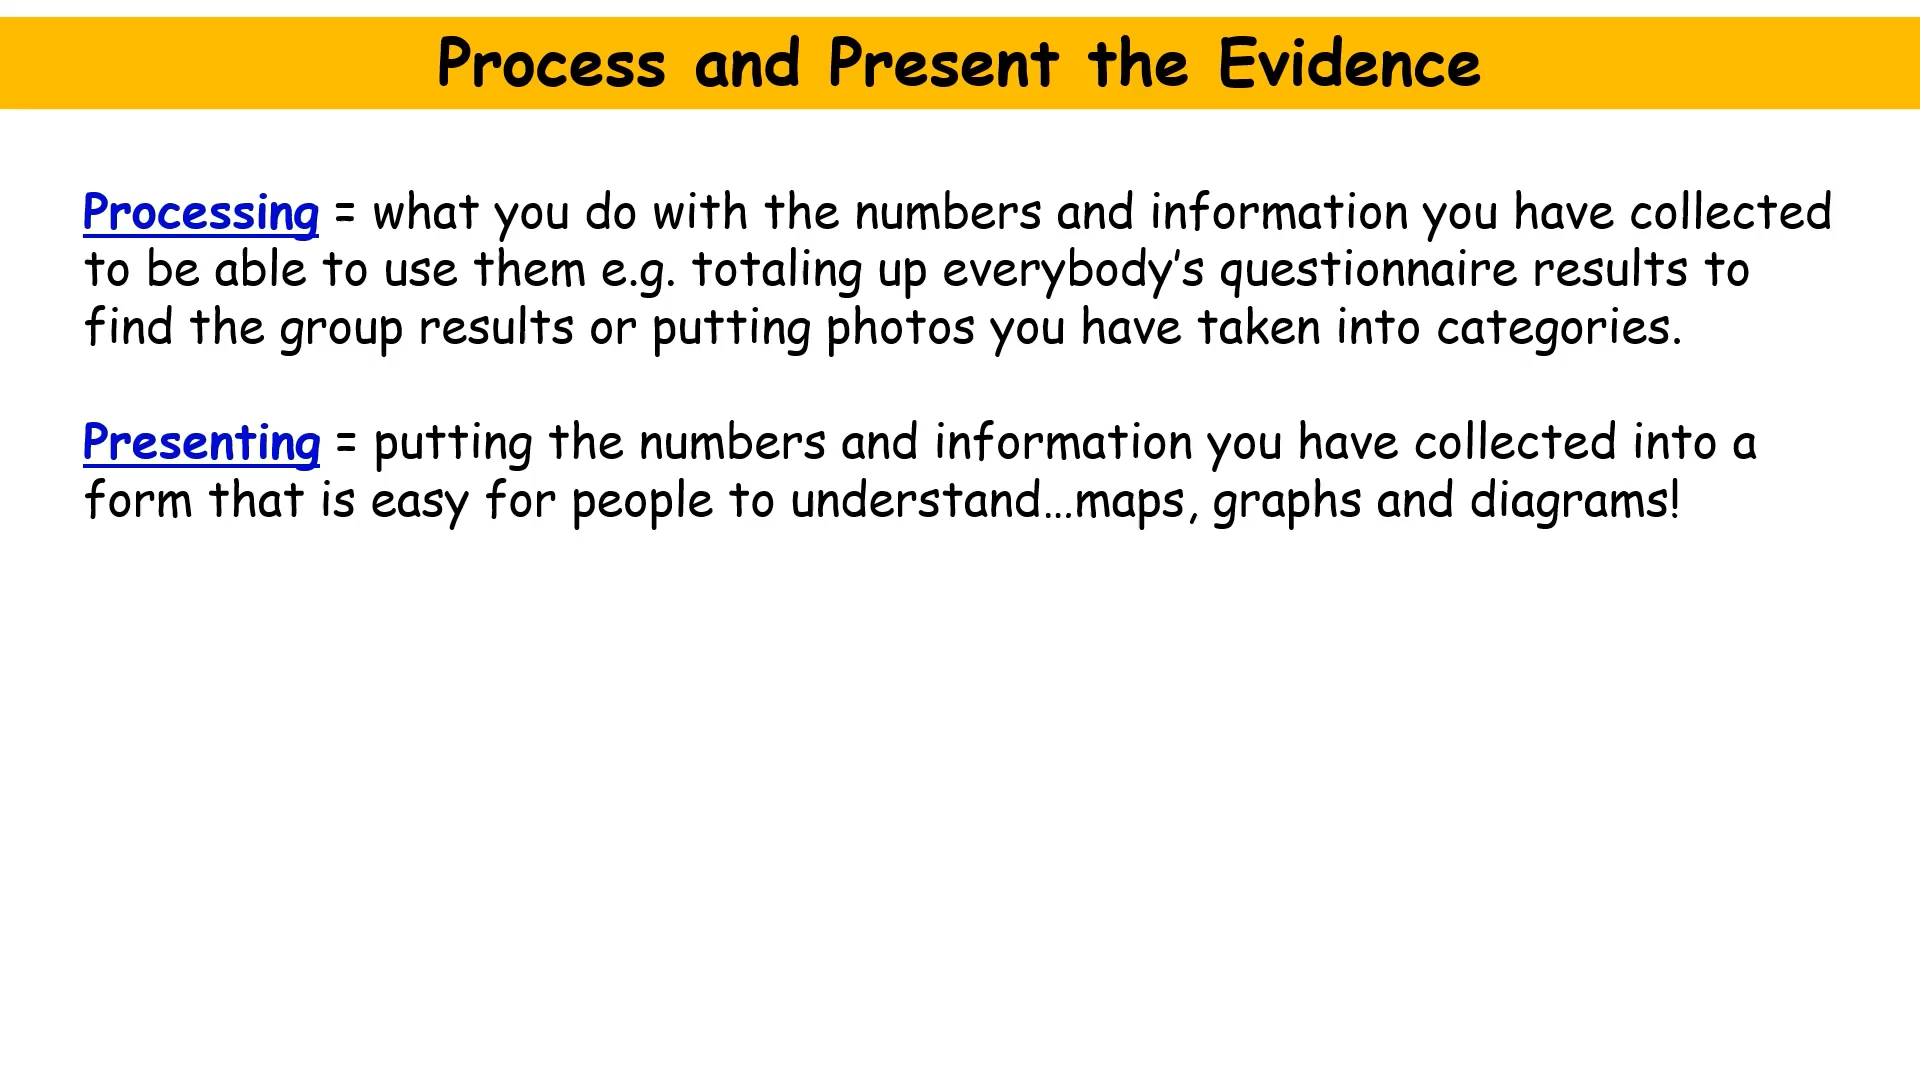 Process and Present the Evidence
Processing = what you do with the numbers and information you have collected
to be able to use them e.g. totaling up everybody’s questionnaire results to
find the group results or putting photos you have taken into categories.
Presenting = putting the numbers and information you have collected into a
form that is easy for people to understand…maps, graphs and diagrams!